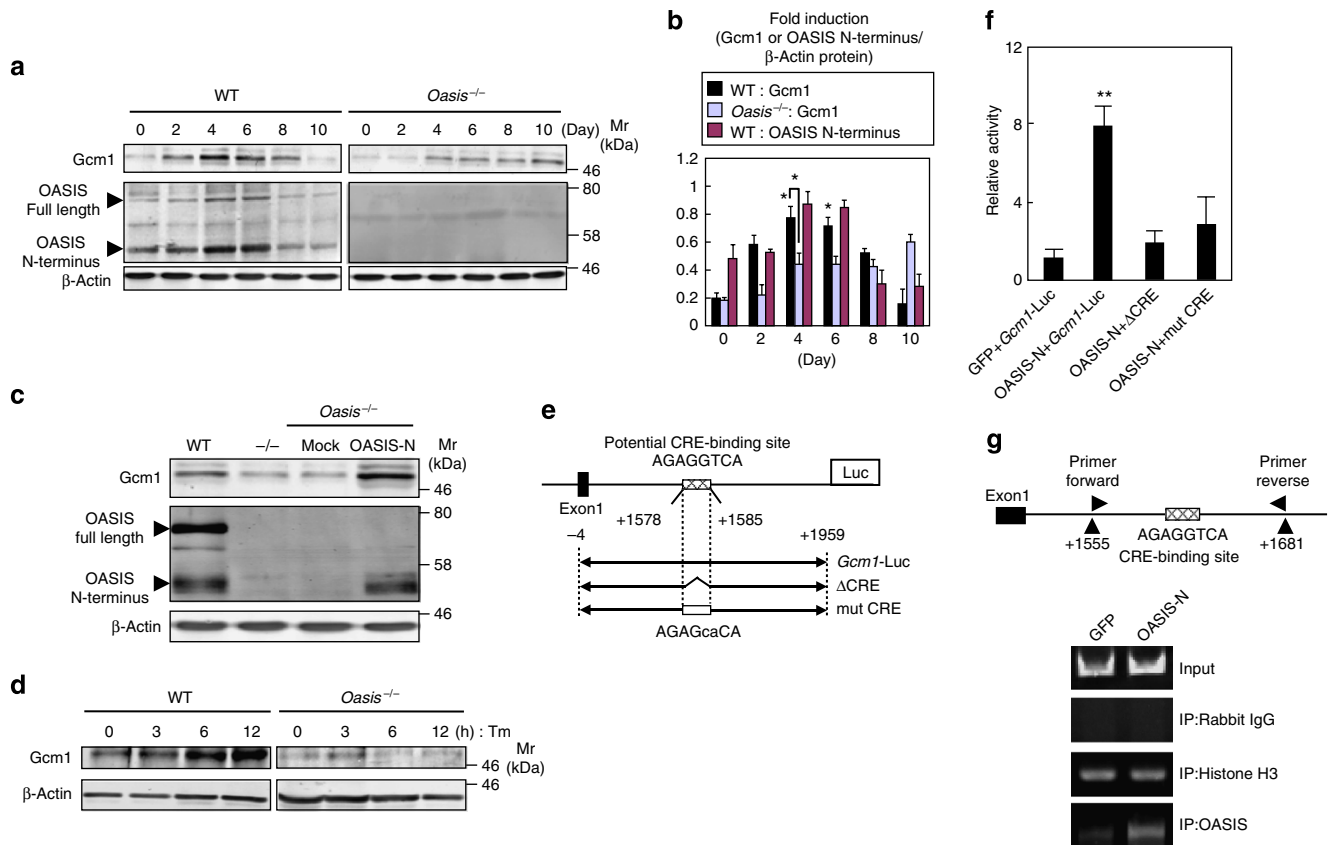 a
WT
Oasis−/−
0 2 4 6 8 10 (Day)
0 2 4 6 8 10
Mr
(kDa)
Gcm1
46
OASIS
Full length
80
58
OASIS
N-terminus
46
β-Actin
b
Fold induction
(Gcm1 or OASIS N-terminus/
β-Actin protein)
WT : Gcm1
Oasis−/−: Gcm1
WT : OASIS N-terminus
1.2
1
0.8
0.6
0.4
0.2
0
*
*
*
0 2 4 6 8 10
(Day)
f
12
8
4
0
Relative activity
**
GFP+Gcm1-Luc
OASIS-N+Gcm1-Luc
OASIS-N+ΔCRE
OASIS-N+mut CRE
c
Oasis−/−
WT −/− Mock OASIS-N
Mr
(kDa)
Gcm1
46
80
OASIS
full length
58
OASIS
N-terminus
46
β-Actin
d
WT
Oasis−/−
0 3 6 12
0 3 6 12 (h) : Tm
Gcm1
46
Mr
(kDa)
46
β-Actin
e
Potential CRE-binding site
AGAGGTCA
Luc
Exon1
+1578
+1585
−4
+1959
Gcm1-Luc
ΔCRE
mut CRE
AGAGcaCA
g
Primer
forward
Primer
reverse
Exon1
+1555
AGAGGTCA
CRE-binding site
+1681
GFP
OASIS-N
Input
IP:Rabbit IgG
IP:Histone H3
IP:OASIS